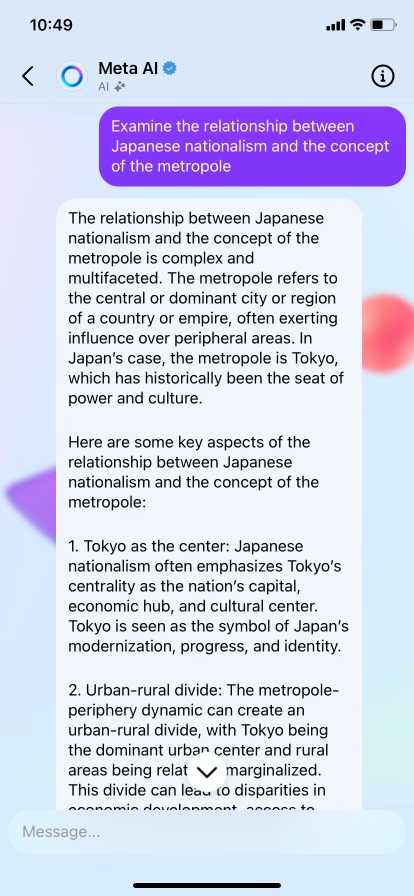 10:49
Meta AI
AI
Examine the relationship between
Japanese nationalism and the concept
of the metropole
The relationship between Japanese
nationalism and the concept of the
metropole is complex and
multifaceted. The metropole refers to
the central or dominant city or region
of a country or empire, often exerting
influence over peripheral areas. In
Japan's case, the metropole is Tokyo,
which has historically been the seat of
power and culture.
Here are some key aspects of the
relationship between Japanese
nationalism and the concept of the
metropole:
1. Tokyo as the center: Japanese
nationalism often emphasizes Tokyo's
centrality as the nation's capital,
economic hub, and cultural center.
Tokyo is seen as the symbol of Japan's
modernization, progress, and identity.
2. Urban-rural divide: The metropole-
periphery dynamic can create an
urban-rural divide, with Tokyo being
the dominant urban center and rural
areas being marginalized.
This divide can lead to disparities in
economic development, access to
Message...